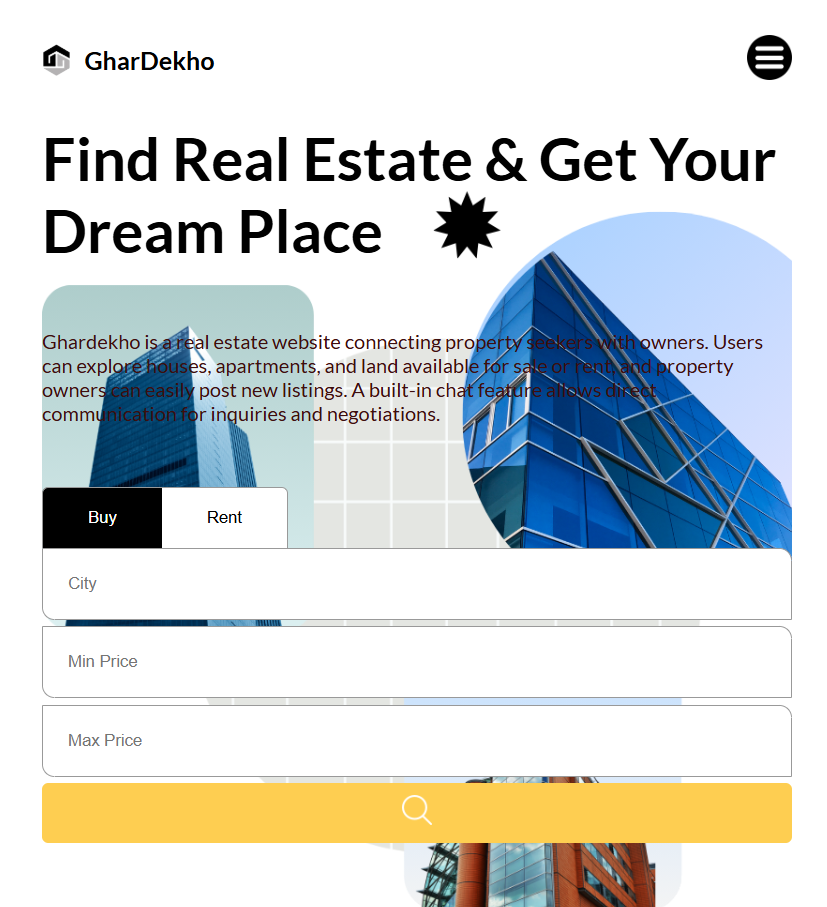 GharDekho
Find Real Estate & Get Your
Dream Place
Ghardekho is a real estate website connecting property seekers with owners. Users
can explore houses, apartments, and land available for sale or rent, and property
owners can easily post new listings. A built-in chat feature allows direct
communication for inquiries and negotiations.
Buy Rent
City
Min Price
Max Price